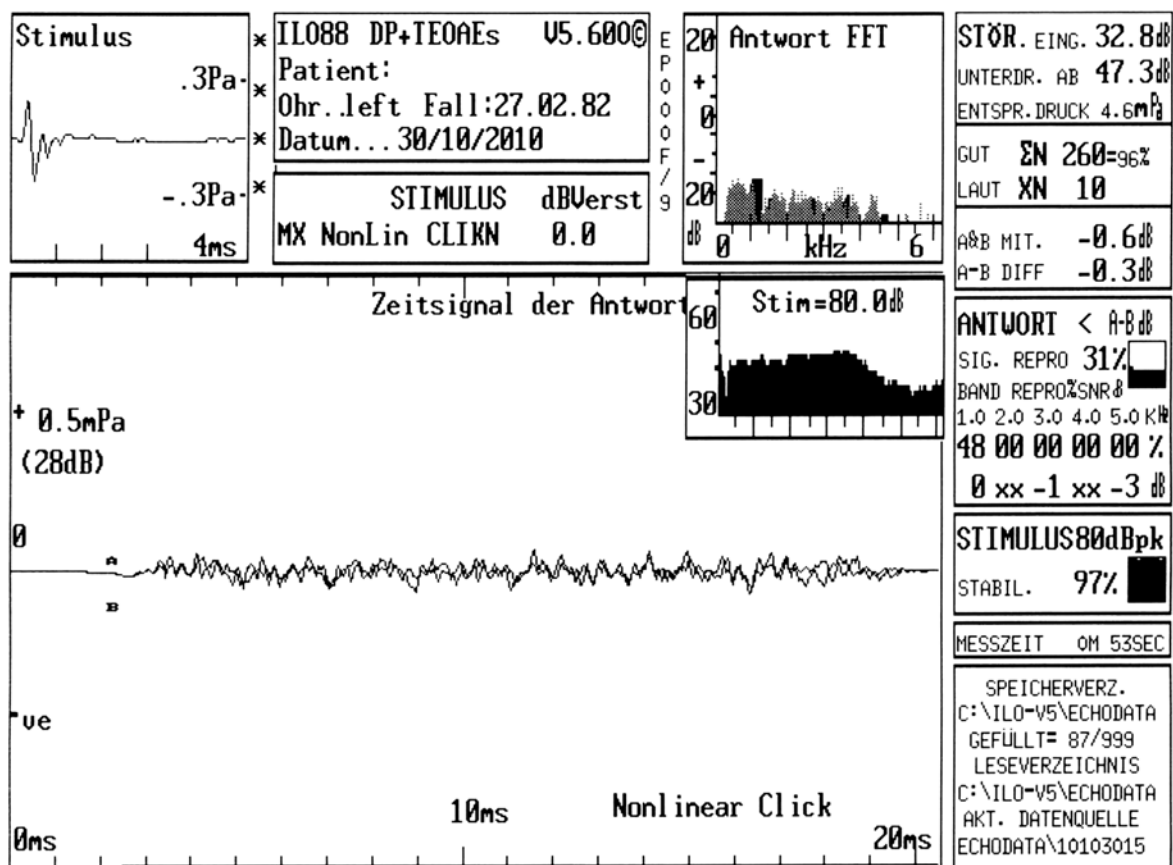 Stimulus
.3Pa-
-.3Pa-
4ms
*
*
*
*
ILO88 DP+TEOAEs V5.60O©
Patient:
Ohr..left Fall:27.02.82
Datum... 30/10/2010
STIMULUS dBVerst
MX NonLin CLIKN 0.0
EPOOOF/9
Antwort FFT
20
+
0
-
20
dB
0 kHz 6
STÖR. EING. 32.8dB
UNTERDR. AB 47.3dB
ENTSPR.DRUCK 4.6mPa
GUT ΣN 260=96%
LAUT XN 10
A&B MIT. -0.6dB
A-B DIFF -0.3dB
ANTWORT < A-BdB
SIG. REPRO 31%
BAND REPRO%SNRdB
1.0 2.0 3.0 4.0 5.0 KHz
48 00 00 00 00 %
0 xx -1 xx -3 dB
STIMULUS80dBpk
STABIL. 97%
MESSZEIT 0M 53SEC
SPEICHERVERZ.
C:\ILO-V5\ECHODATA
GEFÜLLT= 87/999
LESEVERZEICHNIS
C:\ILO-V5\ECHODATA
AKT. DATENQUELLE
ECHODATA\10103015
Zeitsignal der Antwort
Stim=80.0dB
60
30
+ 0.5mPa
(28dB)
0
A
B
-ve
0ms
10ms
Nonlinear Click
20ms